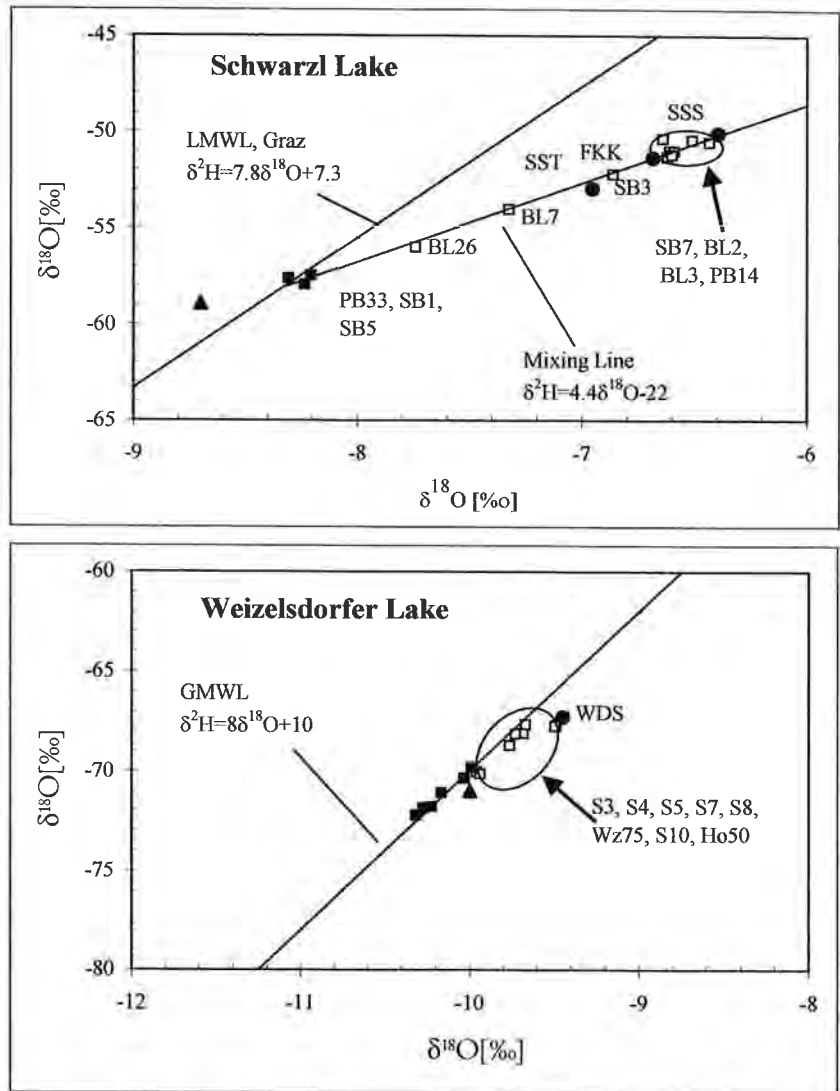 Schwarzl Lake
-45
-50
-55
-60
-65
δ¹⁸O[‰]
LMWL, Graz
δ²H=7.8δ¹⁸O+7.3
SSS
SST
FKK
SB3
BL7
BL26
SB7, BL2,
BL3, PB14
PB33, SB1,
SB5
Mixing Line
δ²H=4.4δ¹⁸O-22
-9
-8
-7
-6
δ¹⁸O [‰]
Weizelsdorfer Lake
-60
-65
-70
-75
-80
δ¹⁸O[‰]
GMWL
δ²H=8δ¹⁸O+10
WDS
S3, S4, S5, S7, S8,
Wz75, S10, Ho50
-12
-11
-10
-9
-8
δ¹⁸O[‰]